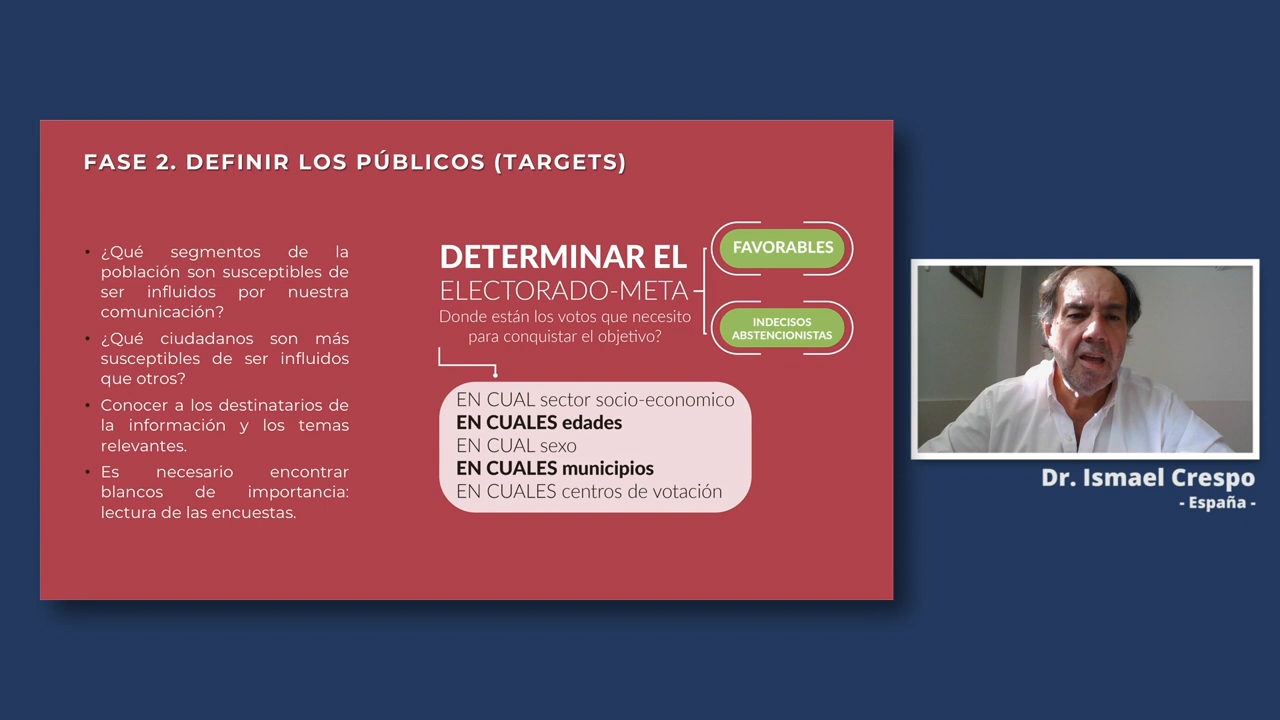 FASE 2. DEFINIR LOS PÚBLICOS (TARGETS)
• ¿Qué segmentos de la
población son susceptibles de
ser influidos por nuestra
comunicación?
• ¿Qué ciudadanos son más
susceptibles de ser influidos
que otros?
• Conocer a los destinatarios de
la información y los temas
relevantes.
• Es necesario encontrar
blancos de importancia:
lectura de las encuestas.
DETERMINAR EL
ELECTORADO-META
Donde están los votos que necesito
para conquistar el objetivo?
FAVORABLES
INDECISOS
ABSTENCIONISTAS
EN CUAL sector socio-economico
EN CUALES edades
EN CUAL sexo
EN CUALES municipios
EN CUALES centros de votación
Dr. Ismael Crespo
- España -